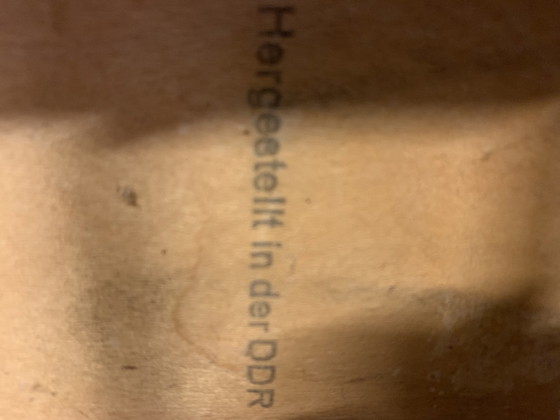 Hergestellt in der DDR